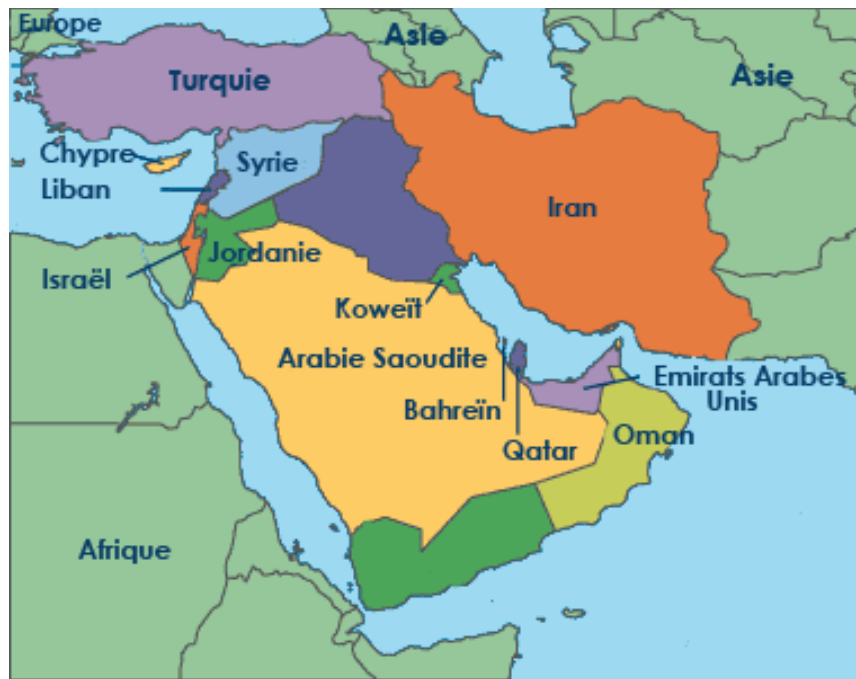 Europe
Asie
Turquie
Asie
Chypre
Syrie
Liban
Iran
Jordanie
Israël
Koweït
Arabie Saoudite
Emirats Arabes
Unis
Bahreïn
Oman
Qatar
Afrique